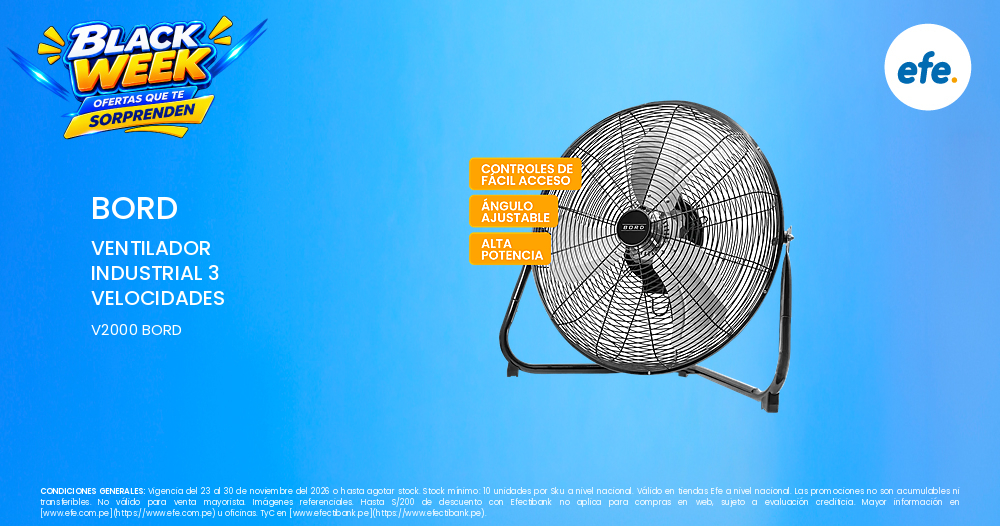 BLACK
WEEK
OFERTAS QUE TE
SORPRENDEN
efe.
CONTROLES DE
FÁCIL ACCESO
ÁNGULO
AJUSTABLE
ALTA
POTENCIA
BORD
BORD
VENTILADOR
INDUSTRIAL 3
VELOCIDADES
V2000 BORD
CONDICIONES GENERALES: Vigencia del 23 al 30 de noviembre del 2026 o hasta agotar stock. Stock mínimo: 10 unidades por Sku a nivel nacional. Válido en tiendas Efe a nivel nacional. Las promociones no son acumulables ni
transferibles. No válido para venta mayorista. Imágenes referenciales. Hasta S/200 de descuento con Efectibank no aplica para compras en web, sujeto a evaluación crediticia. Mayor información en
[www.efe.com.pe](https://www.efe.com.pe) u oficinas. TyC en [www.efectibank.pe](https://www.efectibank.pe).